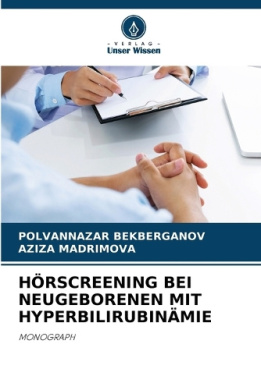 VERLAG
Unser Wissen
POLVANNAZAR BEKBERGANOV
AZIZA MADRIMOVA
HÖRSCREENING BEI
NEUGEBORENEN MIT
HYPERBILIRUBINÄMIE
MONOGRAPH